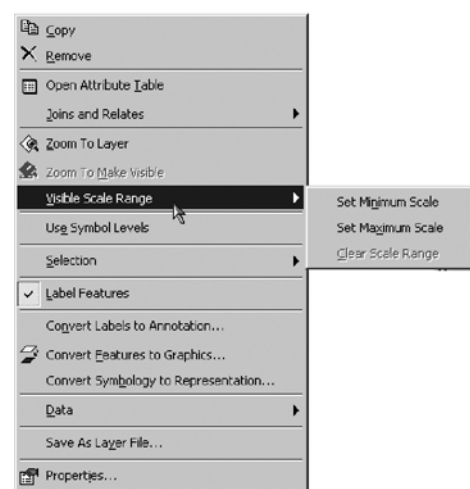 Copy
Remove
Open Attribute Table
Joins and Relates
Zoom To Layer
Zoom To Make Visible
Visible Scale Range
Set Minimum Scale
Use Symbol Levels
Set Maximum Scale
Selection
Clear Scale Range
Label Features
Convert Labels to Annotation...
Convert Features to Graphics...
Convert Symbology to Representation...
Data
Save As Layer File...
Properties...